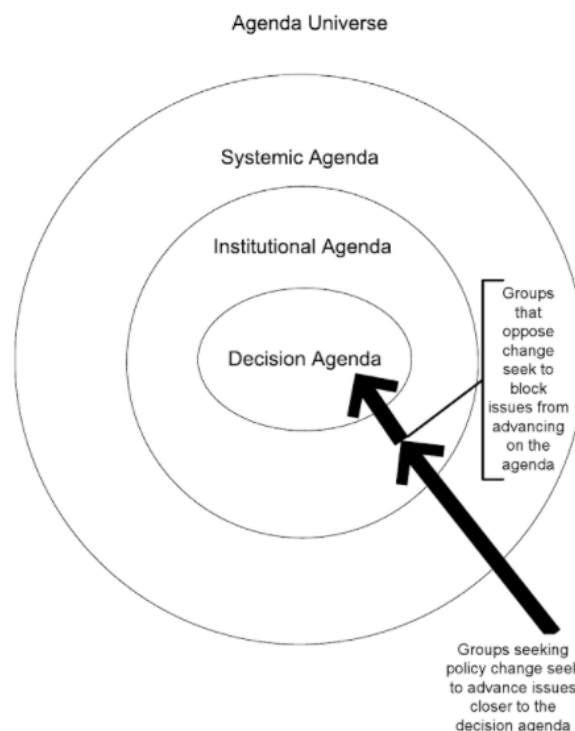 Agenda Universe
Systemic Agenda
Institutional Agenda
Decision Agenda
Groups
that
oppose
change
seek to
block
issues from
advancing
on the
agenda
Groups seeking
policy change seek
to advance issues
closer to the
decision agenda